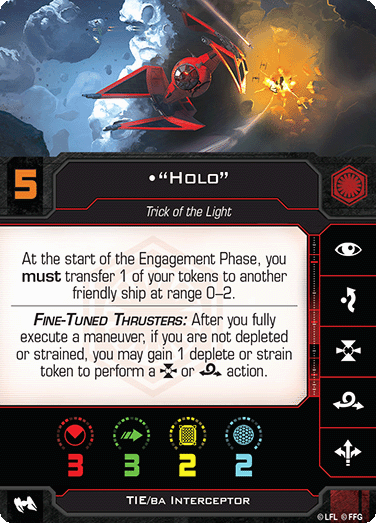 5
•“Holo”
Trick of the Light
At the start of the Engagement Phase, you
must transfer 1 of your tokens to another
friendly ship at range 0–2.
Fine-Tuned Thrusters: After you fully
execute a maneuver, if you are not depleted
or strained, you may gain 1 deplete or strain
token to perform a or action.
3 3 2 2
TIE/ba Interceptor
© LFL © FFG